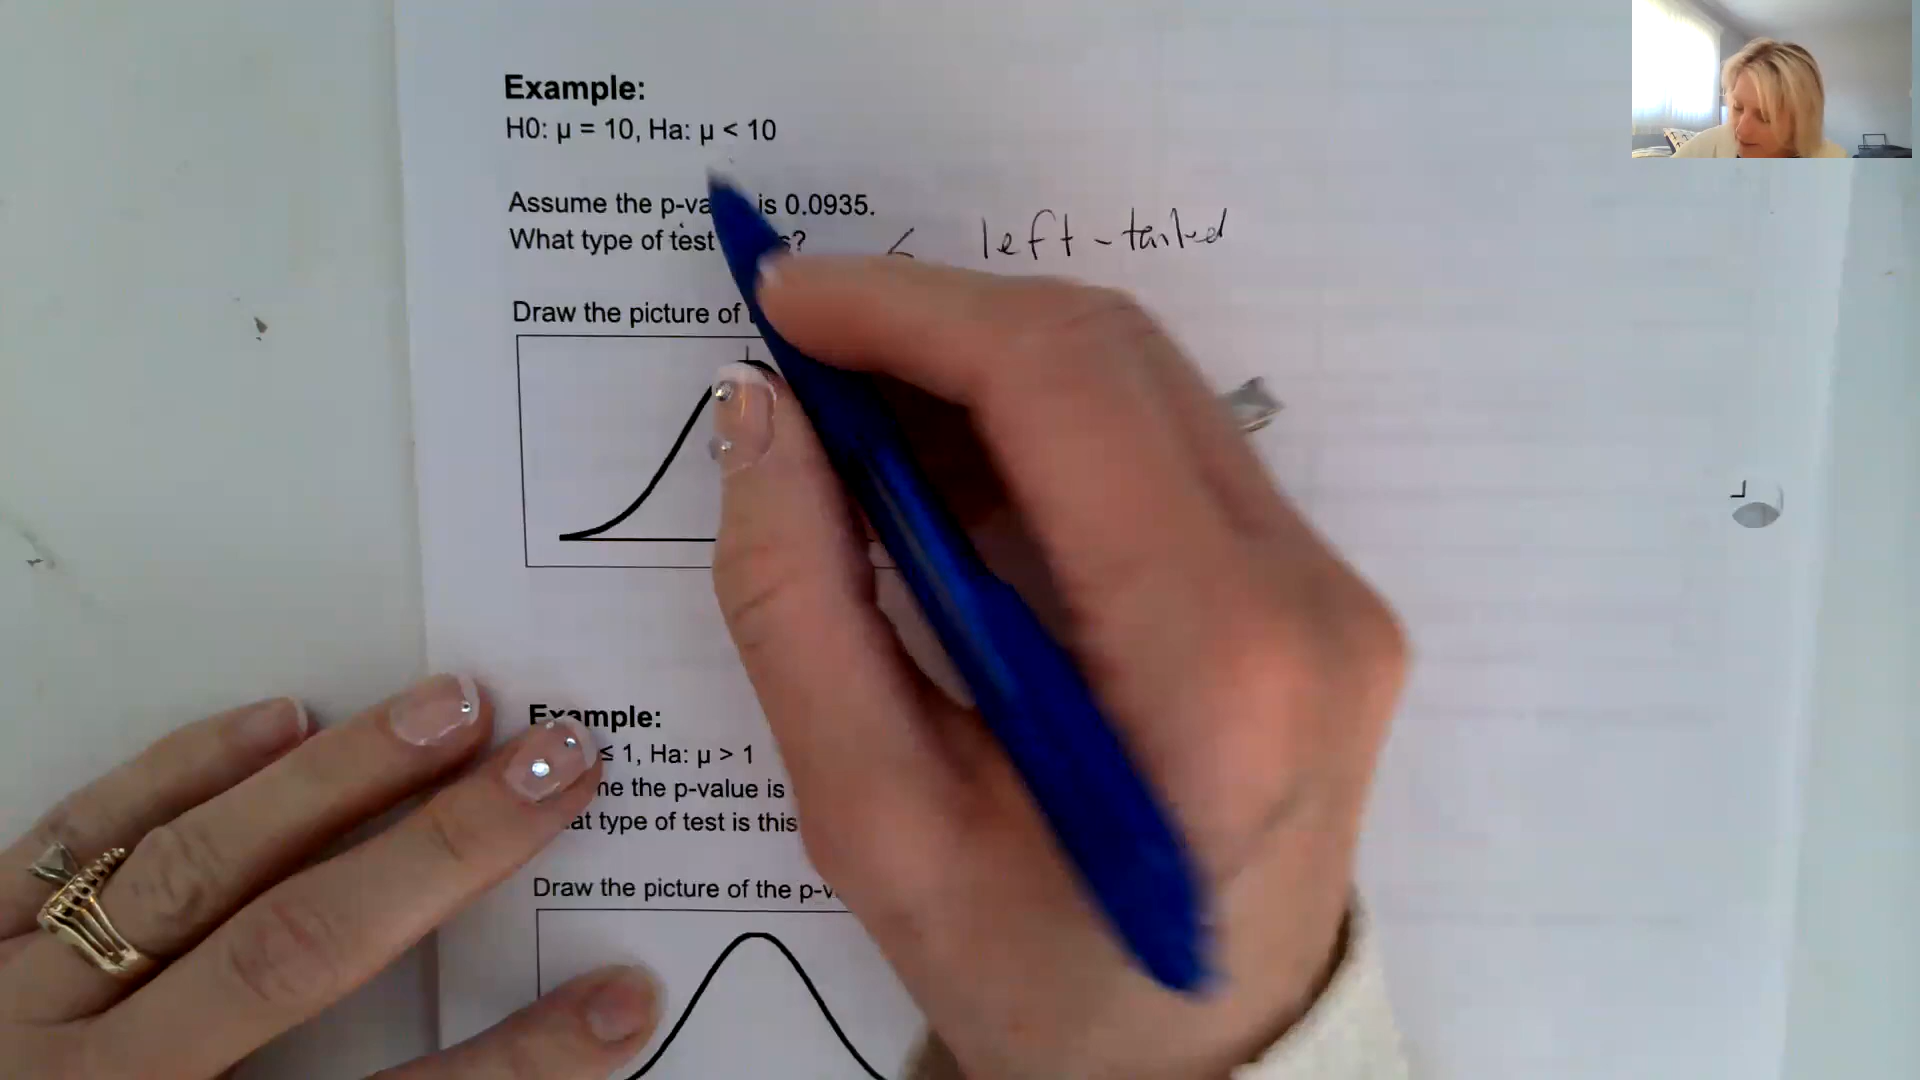 Example:
H0: μ = 10, Ha: μ < 10
Assume the p-va is 0.0935.
What type of test s? < left-tailed
Draw the picture of
Example:
≤ 1, Ha: μ > 1
me the p-value is
at type of test is this
Draw the picture of the p-v